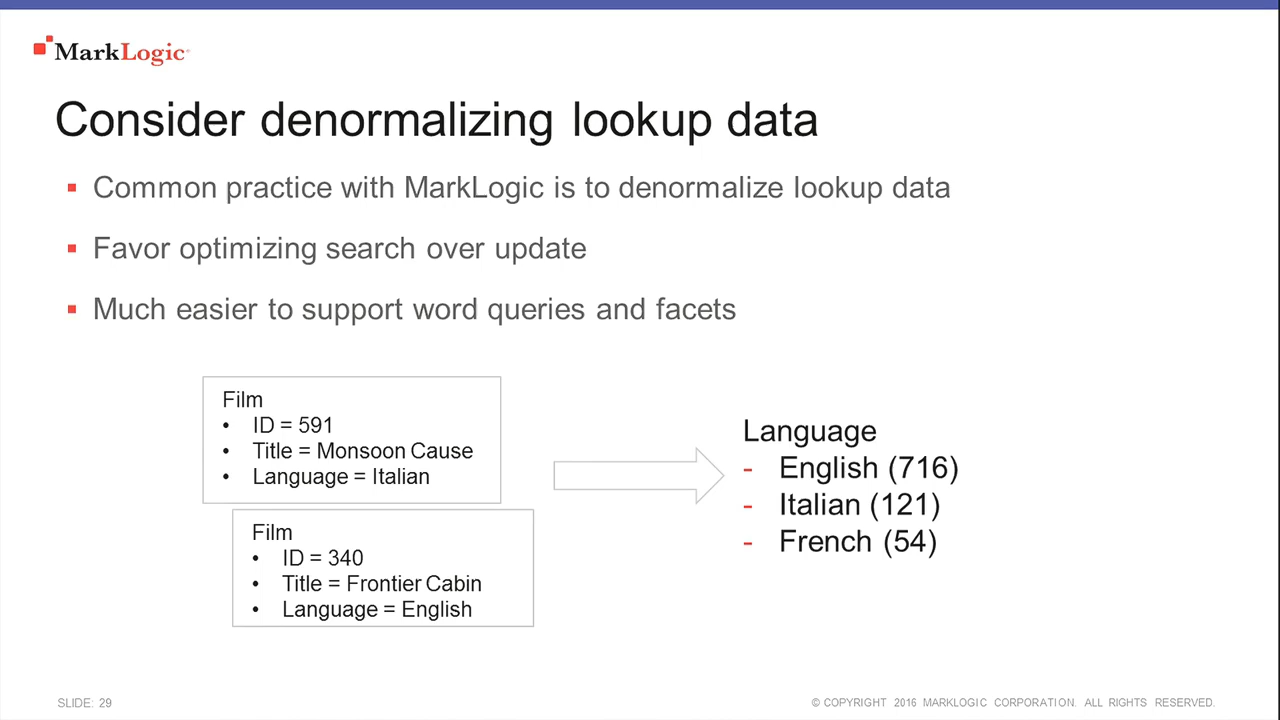 MarkLogic
Consider denormalizing lookup data
▪ Common practice with MarkLogic is to denormalize lookup data
▪ Favor optimizing search over update
▪ Much easier to support word queries and facets
Film
• ID = 591
• Title = Monsoon Cause
• Language = Italian
Film
• ID = 340
• Title = Frontier Cabin
• Language = English
Language
- English (716)
- Italian (121)
- French (54)
SLIDE: 29
© COPYRIGHT 2016 MARKLOGIC CORPORATION. ALL RIGHTS RESERVED.